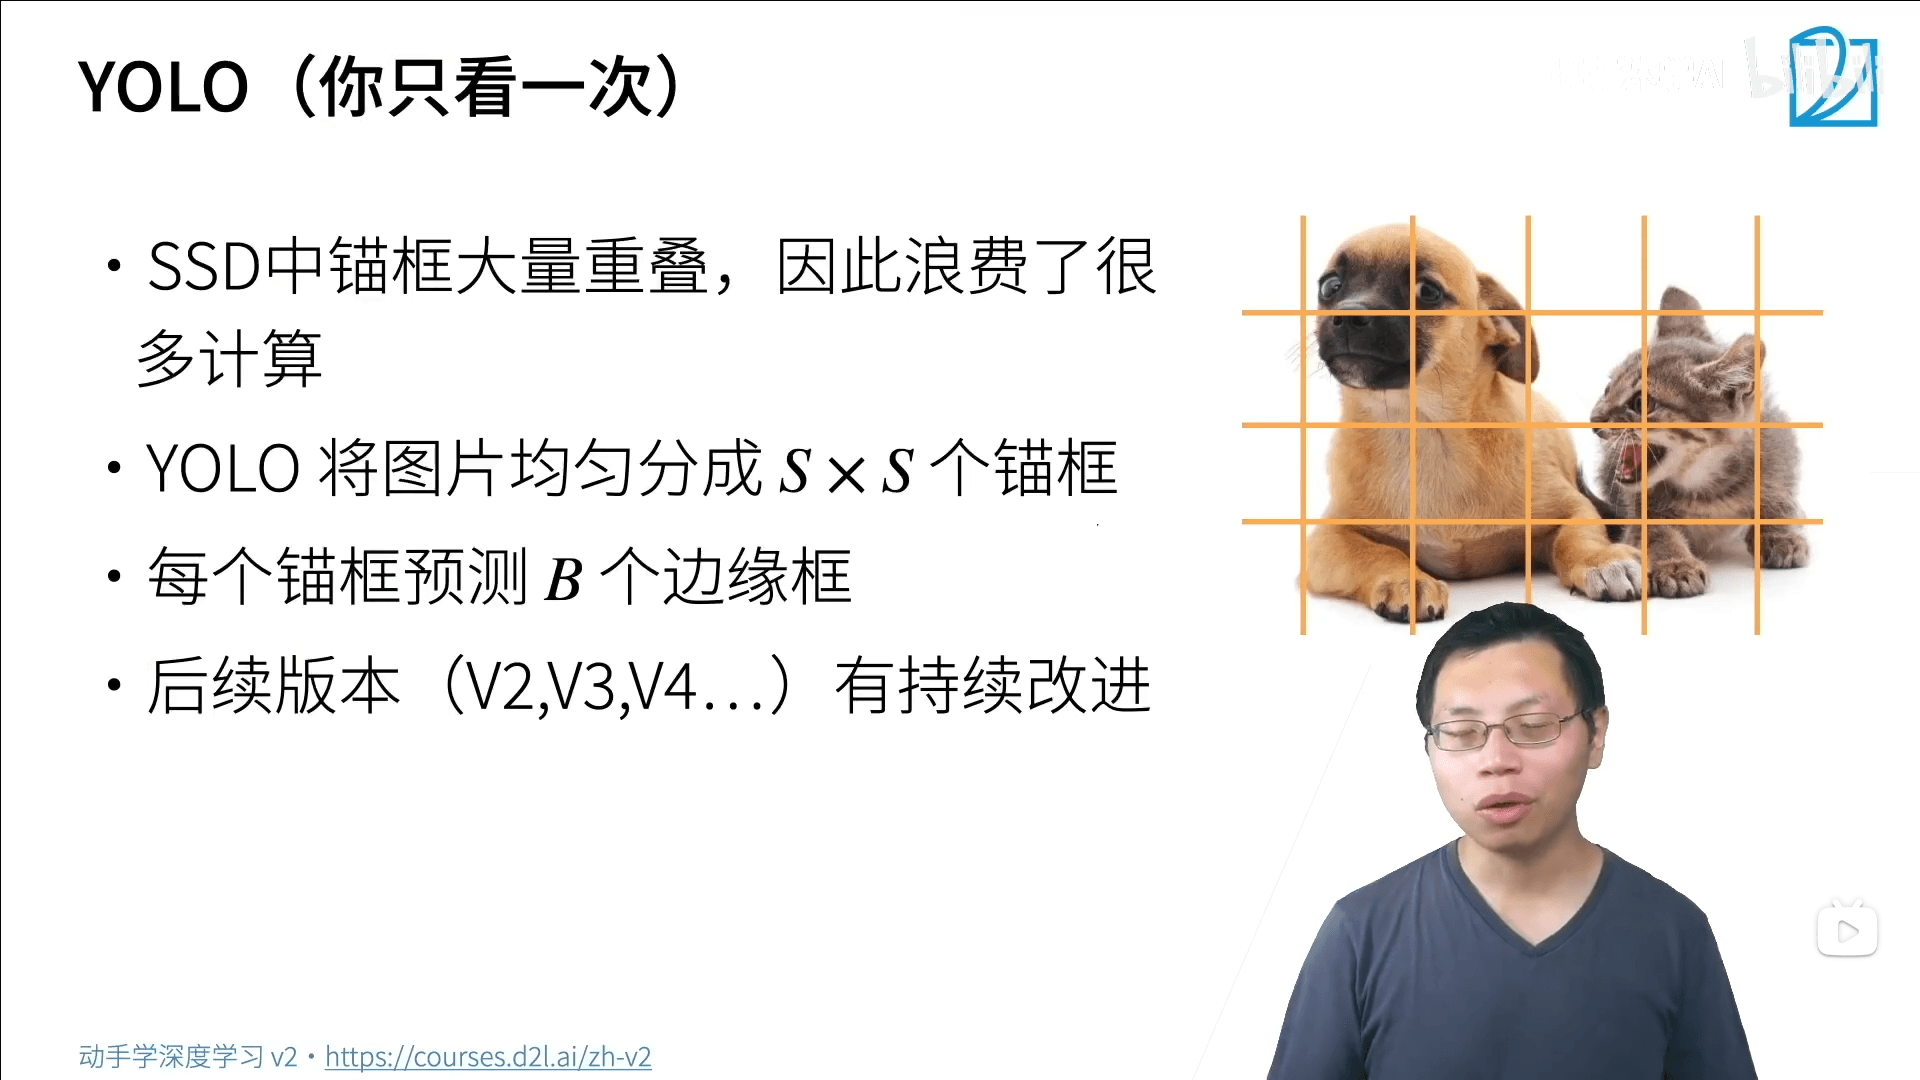 YOLO（你只看一次）
• SSD中锚框大量重叠，因此浪费了很
多计算
• YOLO 将图片均匀分成 S × S 个锚框
• 每个锚框预测 B 个边缘框
• 后续版本（V2,V3,V4…）有持续改进
动手学深度学习 v2 • https://courses.d2l.ai/zh-v2